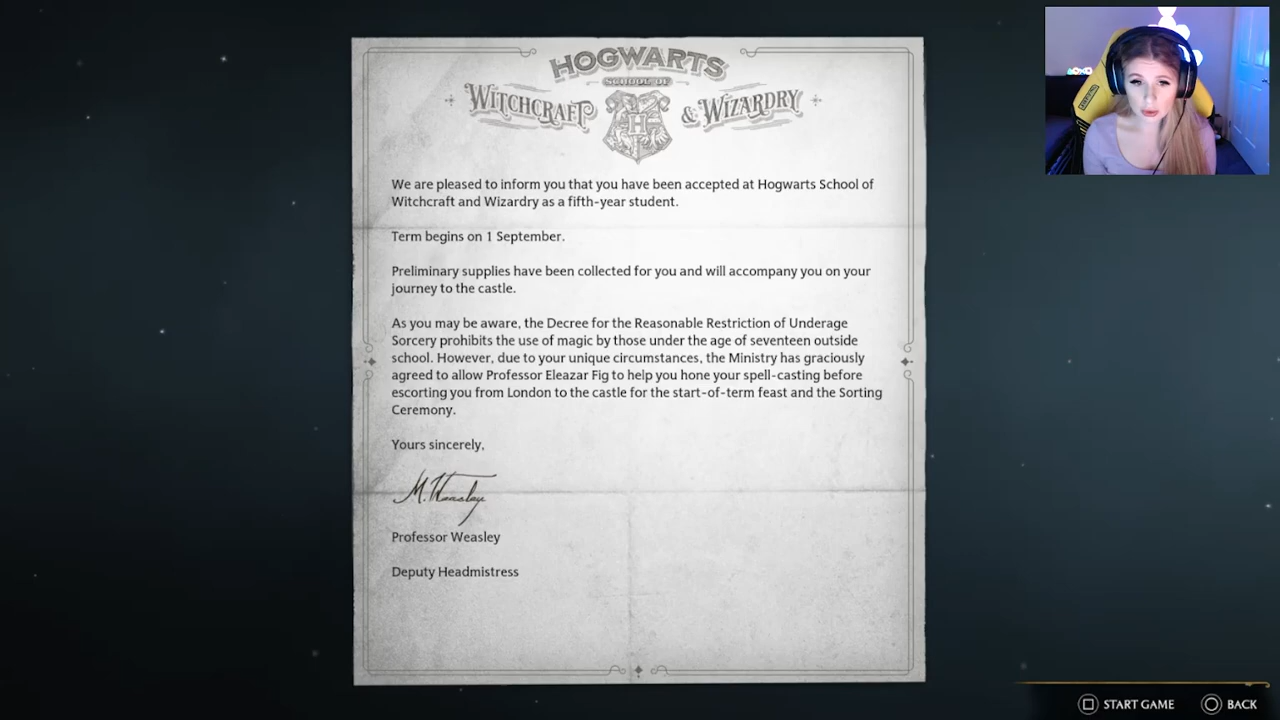 HOGWARTS
SCHOOL OF
WITCHCRAFT & WIZARDRY
H
We are pleased to inform you that you have been accepted at Hogwarts School of
Witchcraft and Wizardry as a fifth-year student.
Term begins on 1 September.
Preliminary supplies have been collected for you and will accompany you on your
journey to the castle.
As you may be aware, the Decree for the Reasonable Restriction of Underage
Sorcery prohibits the use of magic by those under the age of seventeen outside
school. However, due to your unique circumstances, the Ministry has graciously
agreed to allow Professor Eleazar Fig to help you hone your spell-casting before
escorting you from London to the castle for the start-of-term feast and the Sorting
Ceremony.
Yours sincerely,
M. Weasley
Professor Weasley
Deputy Headmistress
START GAME
BACK